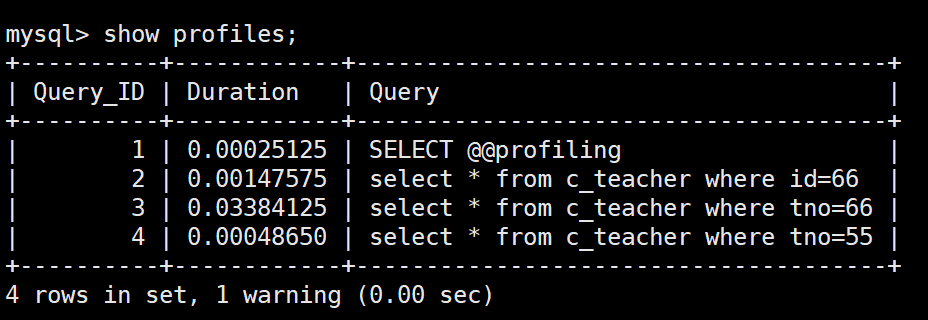 mysql> show profiles;
+----------+------------+--------------------------------------+
| Query_ID | Duration   | Query                                |
+----------+------------+--------------------------------------+
|        1 | 0.00025125 | SELECT @@profiling                   |
|        2 | 0.00147575 | select * from c_teacher where id=66  |
|        3 | 0.03384125 | select * from c_teacher where tno=66 |
|        4 | 0.00048650 | select * from c_teacher where tno=55 |
+----------+------------+--------------------------------------+
4 rows in set, 1 warning (0.00 sec)